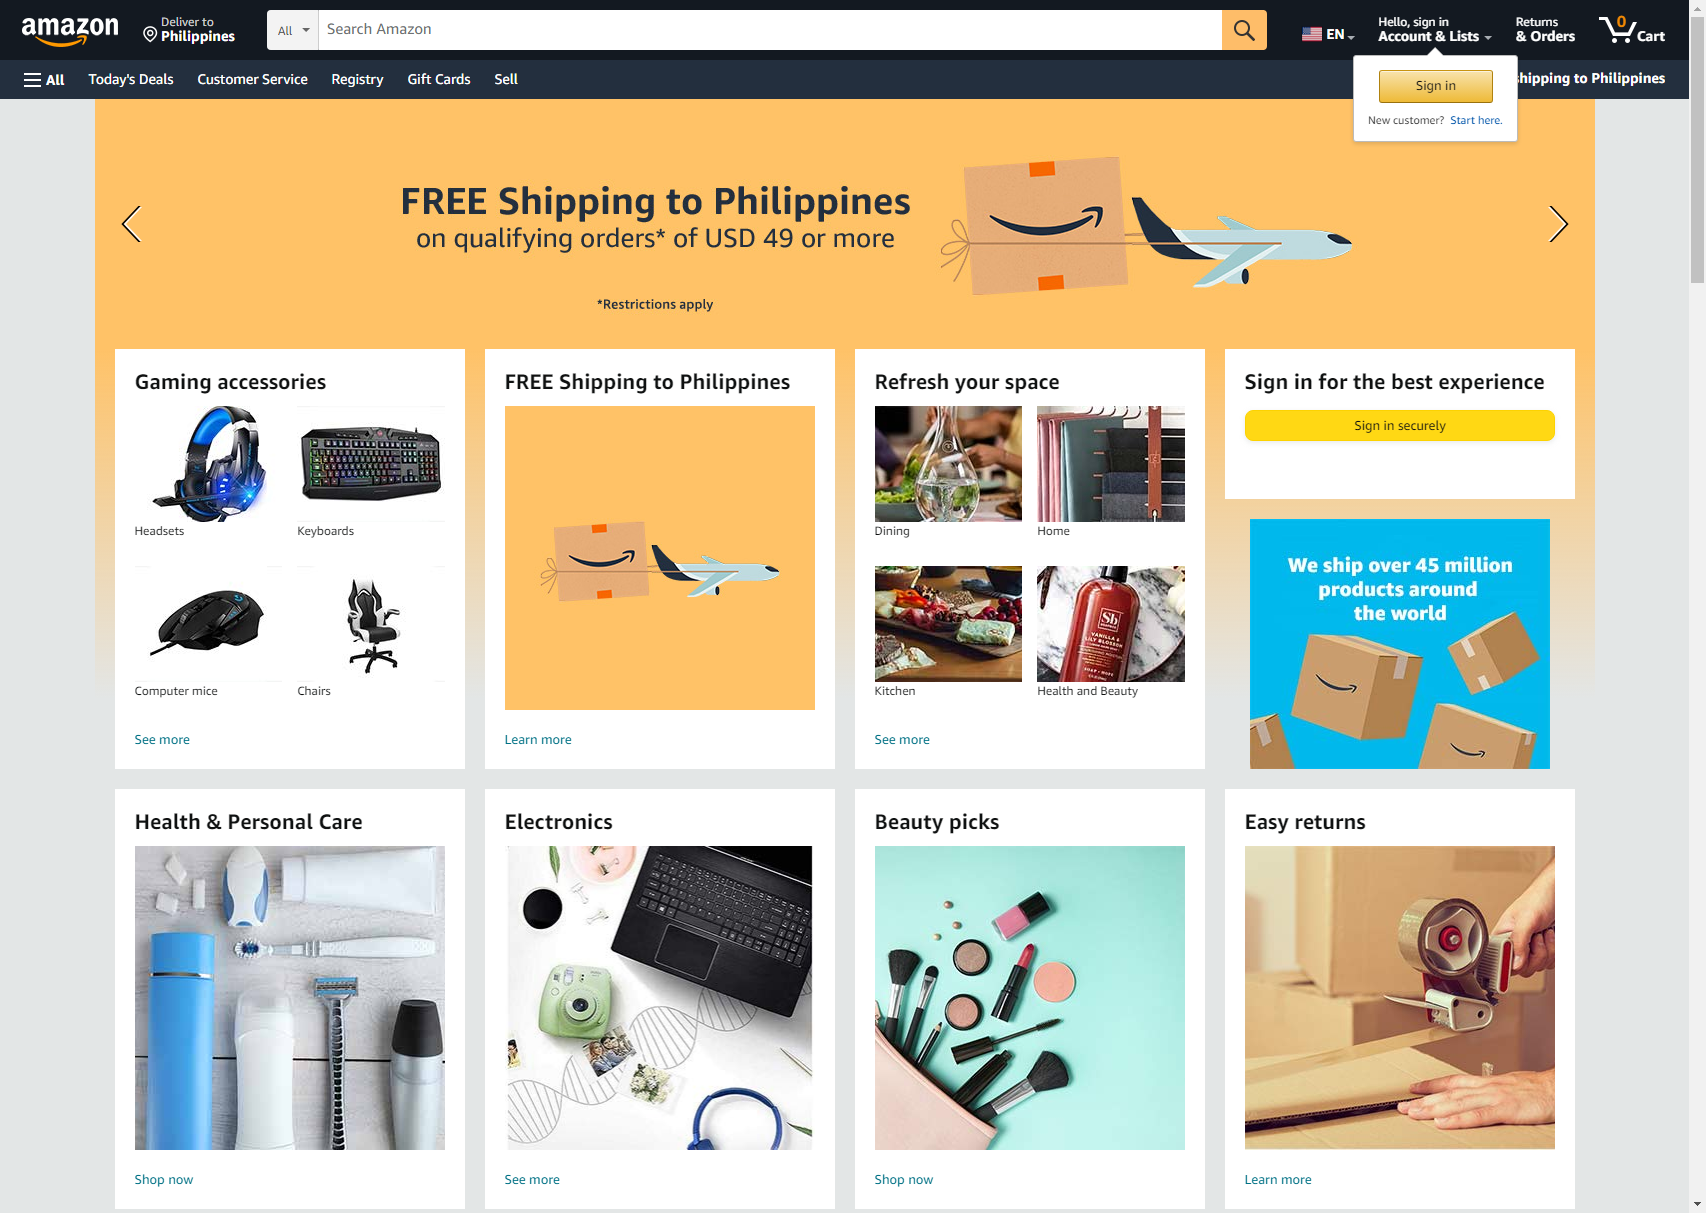 amazon
Deliver to
Philippines
All
Search Amazon
EN
Hello, sign in
Account & Lists
Returns
& Orders
0
Cart
All
Today's Deals
Customer Service
Registry
Gift Cards
Sell
shipping to Philippines
Sign in
New customer? Start here.
FREE Shipping to Philippines
on qualifying orders* of USD 49 or more
*Restrictions apply
Gaming accessories
Headsets
Keyboards
Computer mice
Chairs
See more
FREE Shipping to Philippines
Learn more
Refresh your space
Dining
Home
Kitchen
Sb
VANILLA &
LILY BLOSSOM
Health and Beauty
See more
Sign in for the best experience
Sign in securely
We ship over 45 million
products around
the world
Health & Personal Care
Shop now
Electronics
See more
Beauty picks
Shop now
Easy returns
Learn more